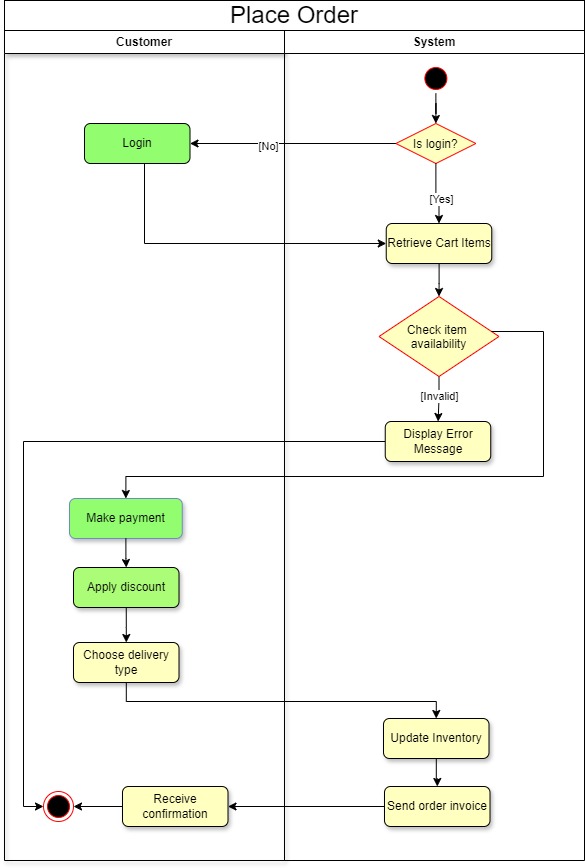 Place Order
Customer
System
Is login?
[No]
Login
[Yes]
Retrieve Cart Items
Check item
availability
[Invalid]
Display Error
Message
Make payment
Apply discount
Choose delivery
type
Update Inventory
Send order invoice
Receive
confirmation